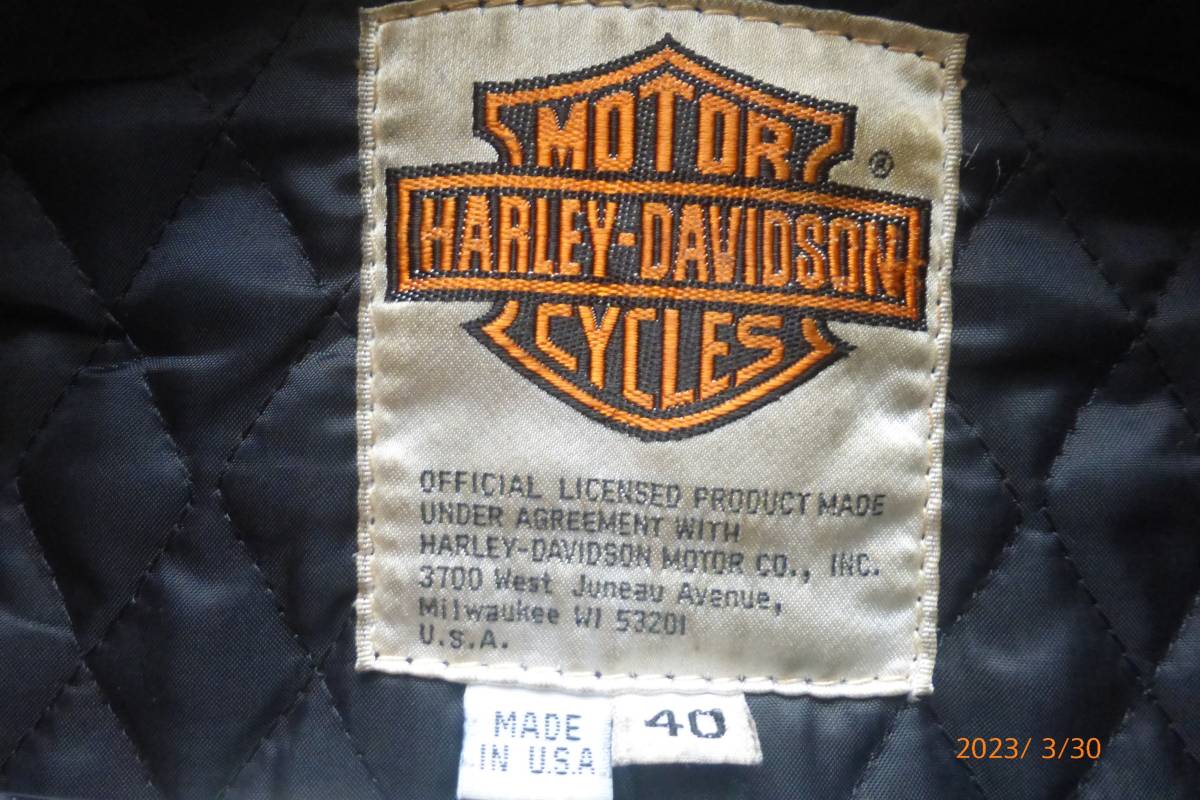 MOTOR
®
HARLEY-DAVIDSON
CYCLES
OFFICIAL LICENSED PRODUCT MADE
UNDER AGREEMENT WITH
HARLEY-DAVIDSON MOTOR CO., INC.
3700 West Juneau Avenue,
Milwaukee WI 53201
U.S.A.
MADE
IN U.S.A
40
2023/ 3/30